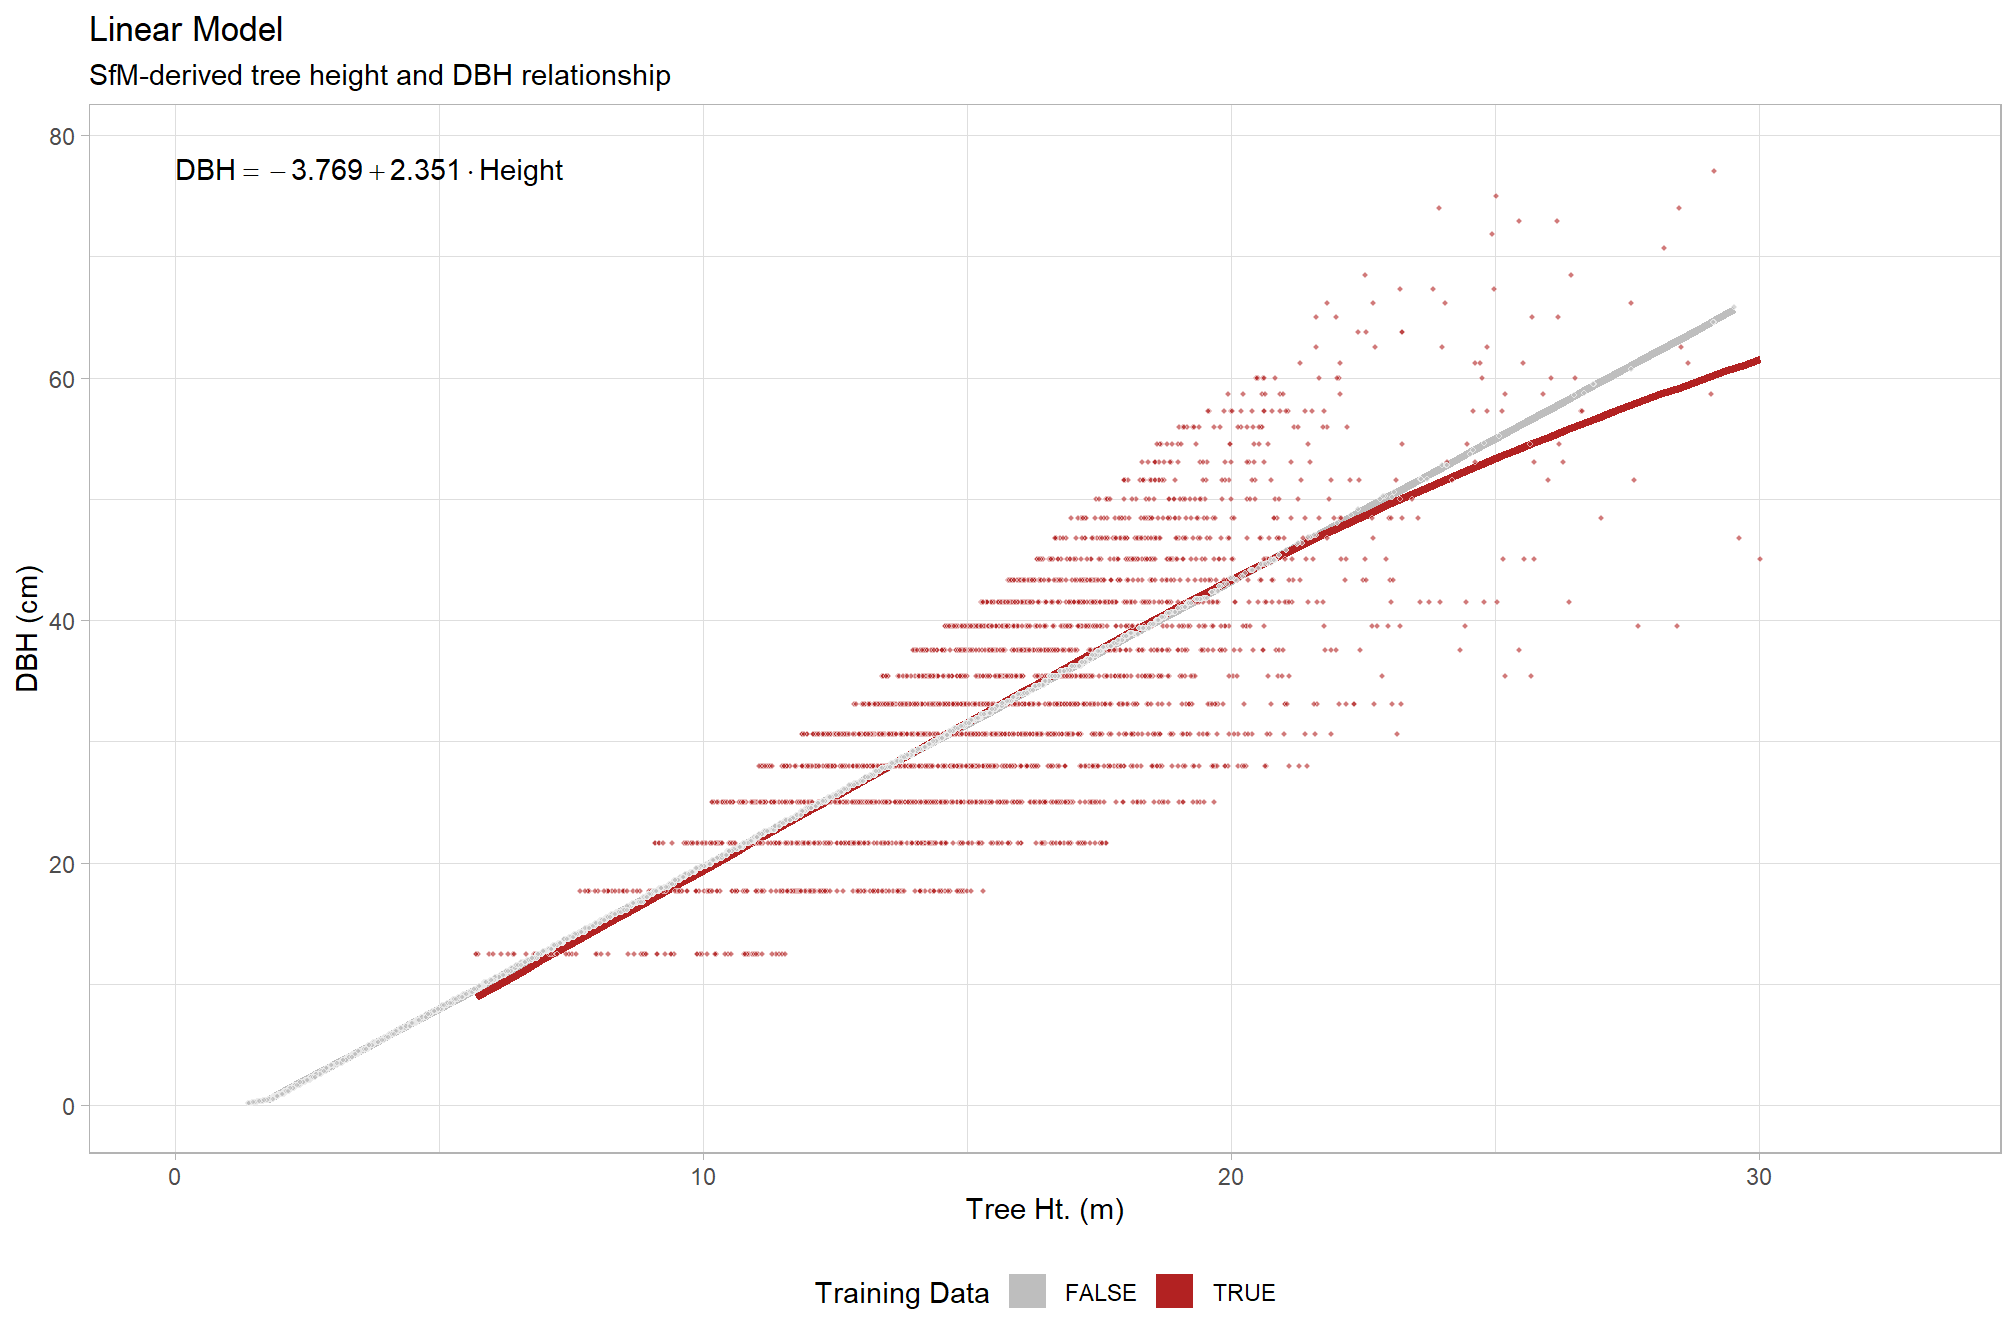 Linear Model
SfM-derived tree height and DBH relationship
DBH = − 3.769 + 2.351 · Height
80
60
40
20
0
DBH (cm)
0 10 20 30
Tree Ht. (m)
Training Data FALSE TRUE